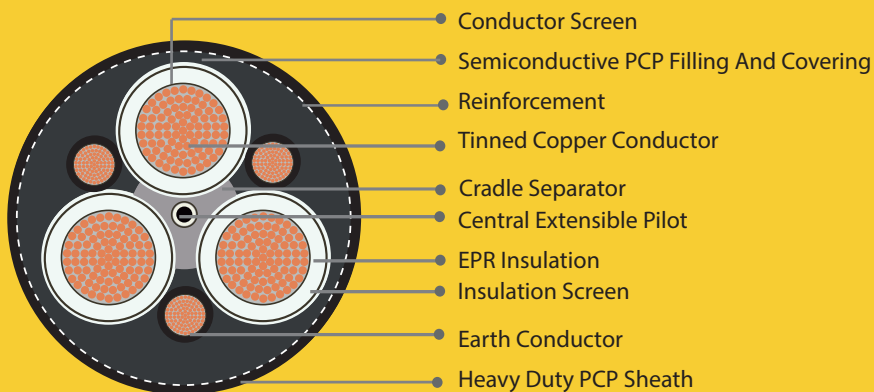 Conductor Screen
Semiconductive PCP Filling And Covering
Reinforcement
Tinned Copper Conductor
Cradle Separator
Central Extensible Pilot
EPR Insulation
Insulation Screen
Earth Conductor
Heavy Duty PCP Sheath